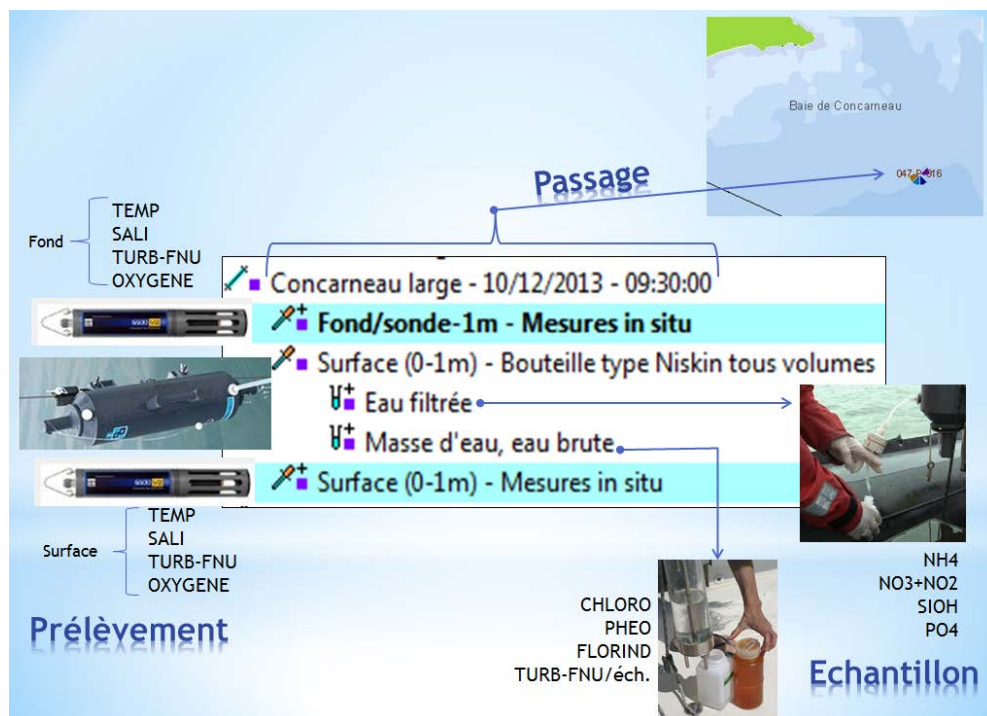 Baie de Concarneau
Passage
Fond
TEMP
SALI
TURB-FNU
OXYGENE
Concarneau large - 10/12/2013 - 09:30:00
Fond/sonde-1m - Mesures in situ
Surface (0-1m) - Bouteille type Niskin tous volumes
Eau filtrée
Masse d'eau, eau brute
Surface (0-1m) - Mesures in situ
Surface
TEMP
SALI
TURB-FNU
OXYGENE
Prélèvement
CHLORO
PHEO
FLORIND
TURB-FNU/éch.
NH4
NO3+NO2
SIOH
PO4
Echantillon